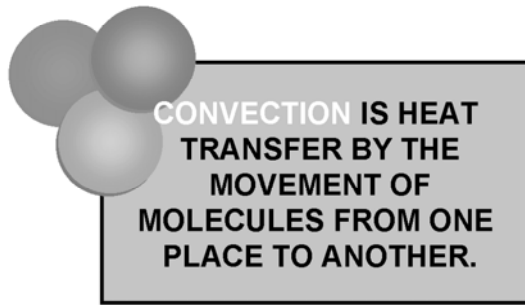 CONVECTION IS HEAT
TRANSFER BY THE
MOVEMENT OF
MOLECULES FROM ONE
PLACE TO ANOTHER.